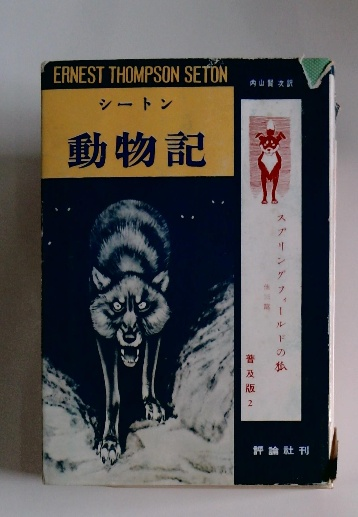 ERNEST THOMPSON SETON
シートン
動物記
内山賢次訳
スプリングフィールドの狐
普及版 2
評論社刊